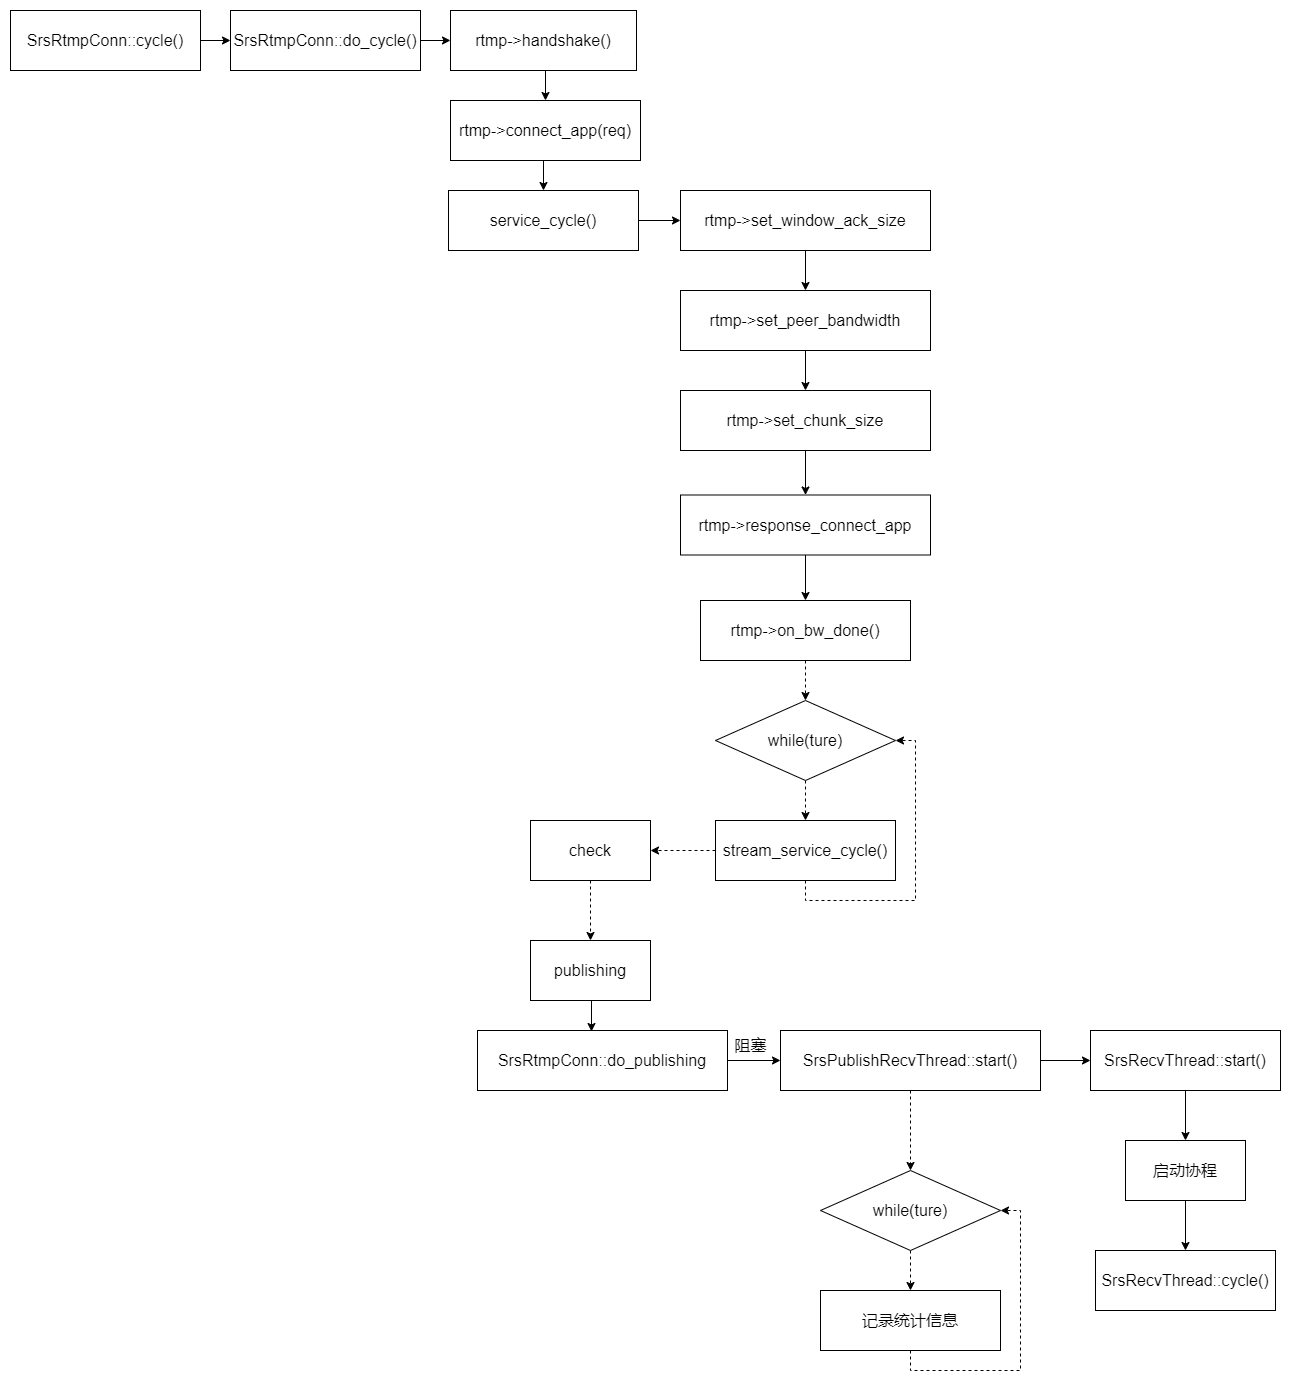 SrsRtmpConn::cycle()
SrsRtmpConn::do_cycle()
rtmp->handshake()
rtmp->connect_app(req)
service_cycle()
rtmp->set_window_ack_size
rtmp->set_peer_bandwidth
rtmp->set_chunk_size
rtmp->response_connect_app
rtmp->on_bw_done()
while(ture)
check
stream_service_cycle()
publishing
SrsRtmpConn::do_publishing
阻塞
SrsPublishRecvThread::start()
SrsRecvThread::start()
启动协程
while(ture)
SrsRecvThread::cycle()
记录统计信息